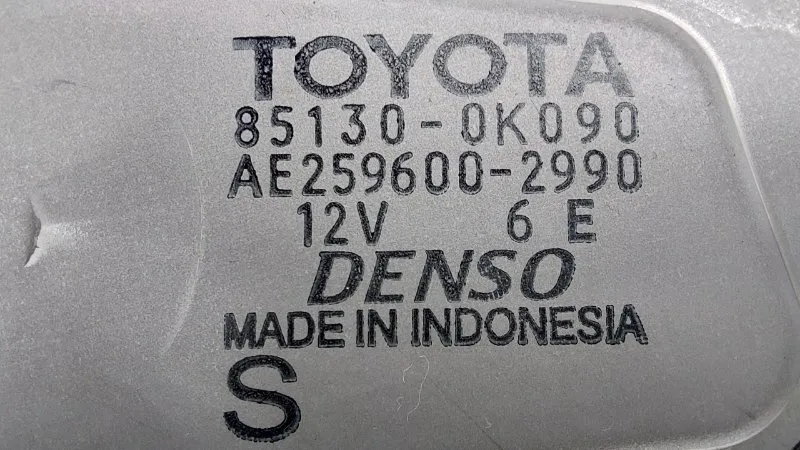 TOYOTA
85130-0K090
AE259600-2990
12V 6 E
DENSO
MADE IN INDONESIA
S